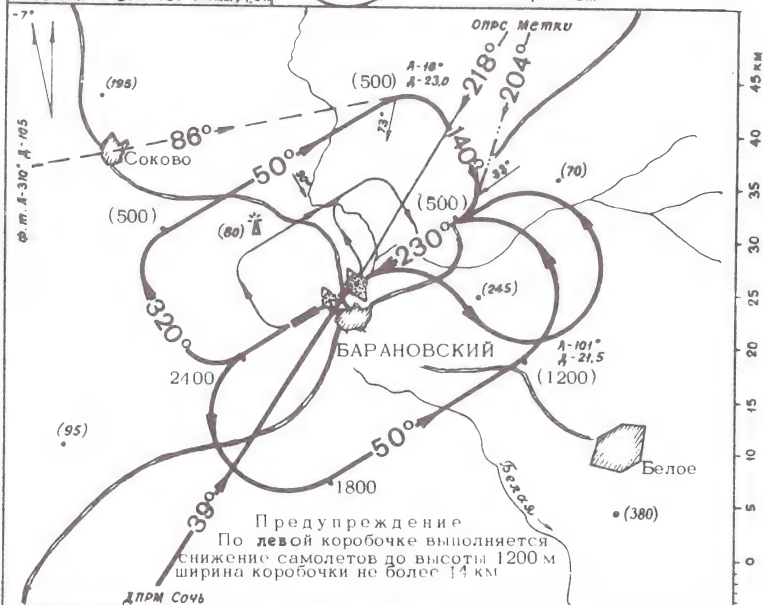 -7°
ОПРС Метки
(195)
(500)
А-18°
Д-23,0
218°
204°
45 км
86°
73°
140°
40
Соково
50°
33°
(70)
35
ф.т. А-310° Д-105
(500)
(500)
(80)
230°
30
(245)
25
320°
БАРАНОВСКИЙ
А-101°
Д-21,5
20
2400
(1200)
15
(95)
50°
Белое
10
1800
Белая
39°
(380)
5
Предупреждение
По левой коробочке выполняется
снижение самолетов до высоты 1200 м
ширина коробочки не более 14 км
0
ДПРМ Сочь